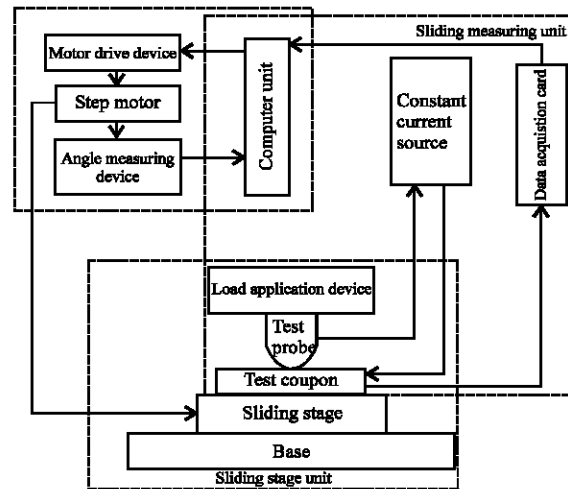 Sliding measuring unit
Motor drive device
Step motor
Angle measuring
device
Computer unit
Constant
current
source
Data acquistion card
Load application device
Test
probe
Test coupon
Sliding stage
Base
Sliding stage unit